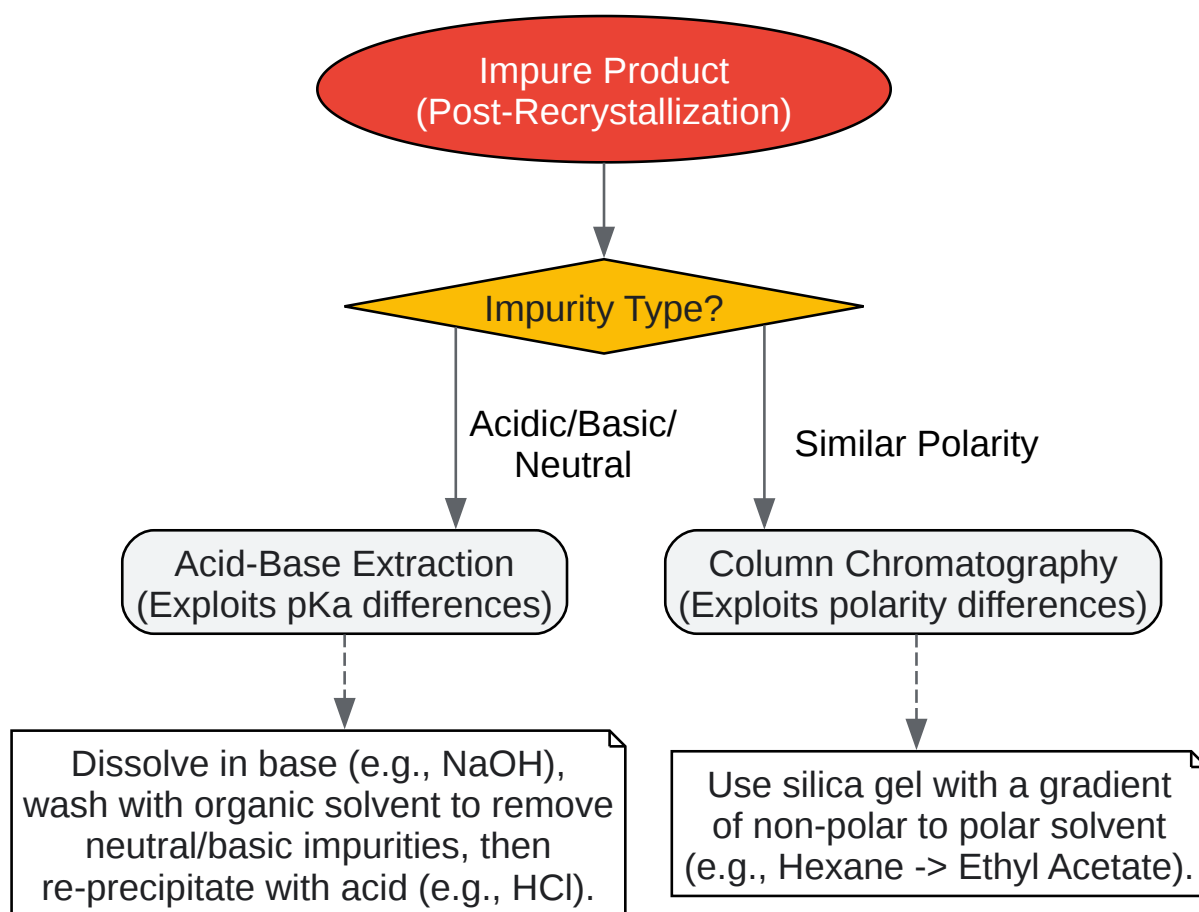 Impure Product
(Post-Recrystallization)
Impurity Type?
Acidic/Basic/
Neutral
Similar Polarity
Acid-Base Extraction
(Exploits pKa differences)
Column Chromatography
(Exploits polarity differences)
Dissolve in base (e.g., NaOH),
wash with organic solvent to remove
neutral/basic impurities, then
re-precipitate with acid (e.g., HCl).
Use silica gel with a gradient
of non-polar to polar solvent
(e.g., Hexane -> Ethyl Acetate).